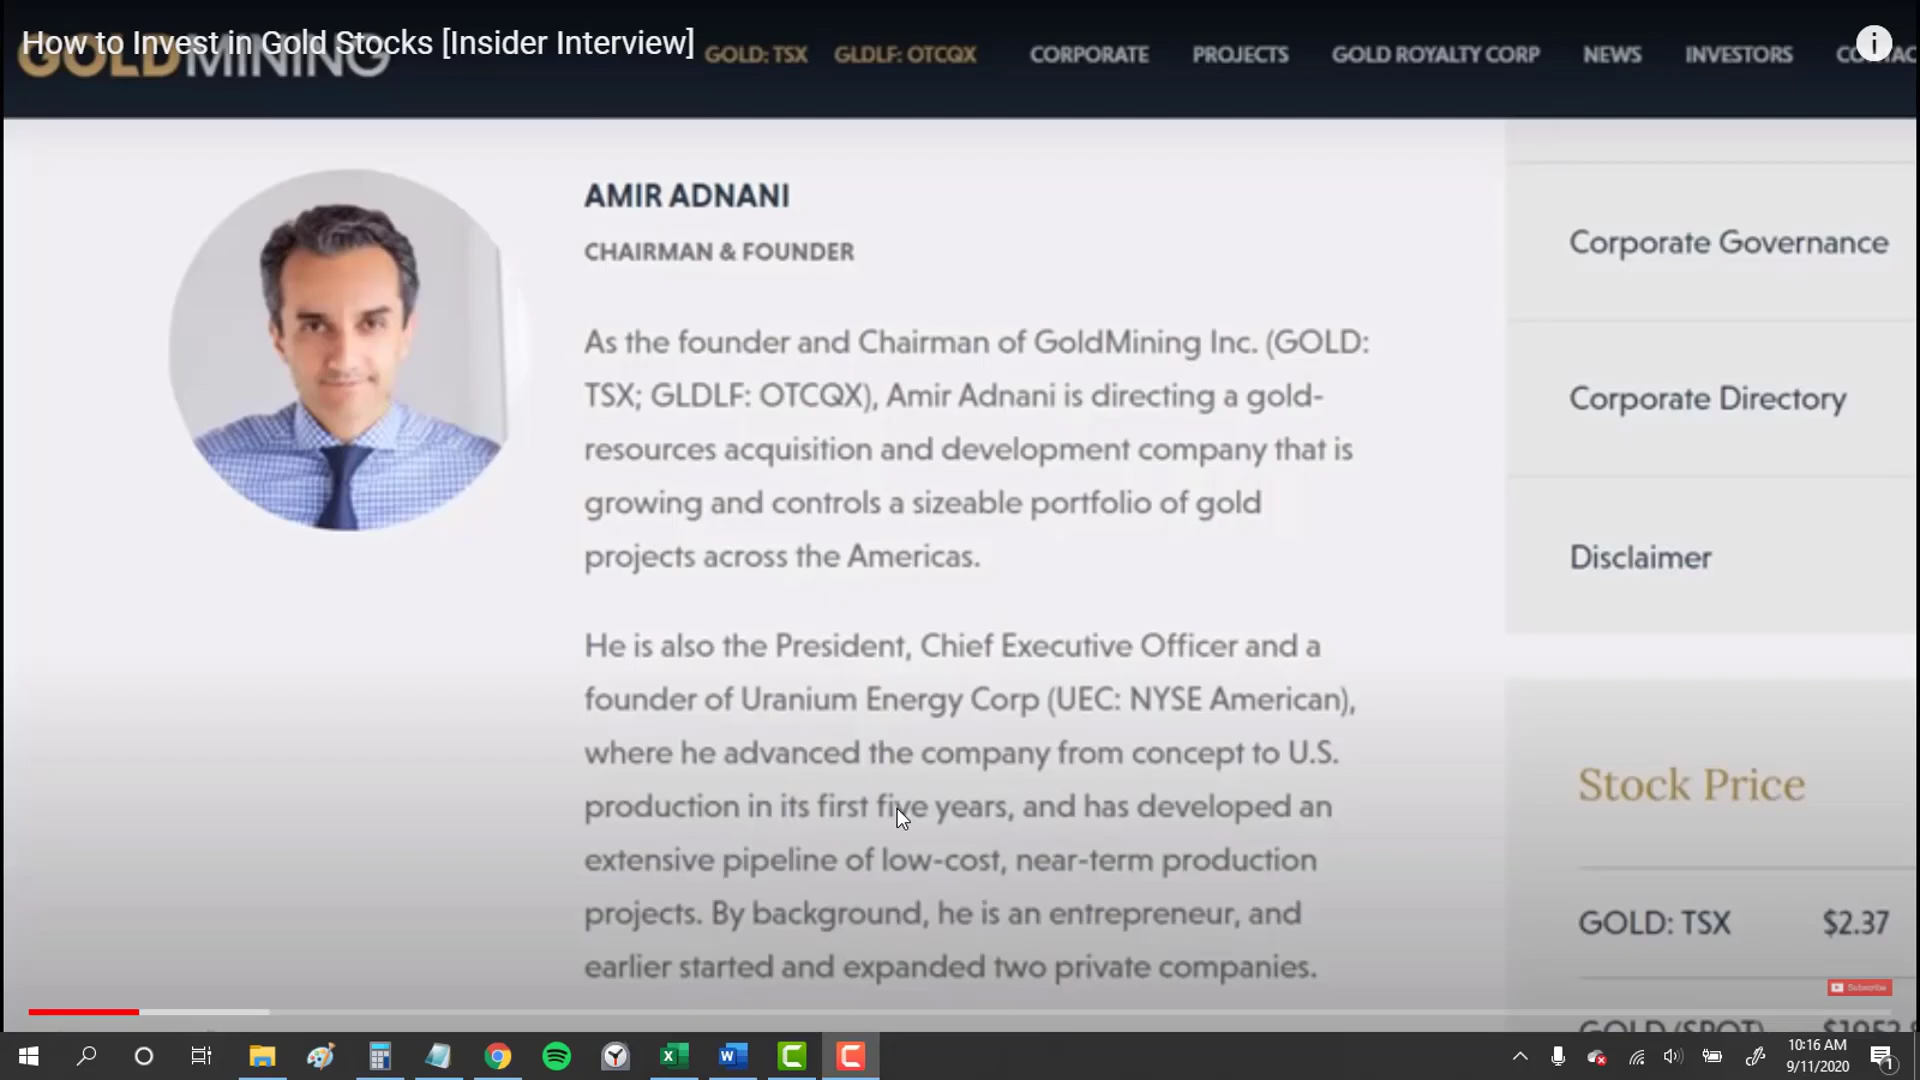 How to Invest in Gold Stocks [Insider Interview]
GOLDMINING
GOLD: TSX GLDLF: OTCQX CORPORATE PROJECTS GOLD ROYALTY CORP NEWS INVESTORS
AMIR ADNANI
CHAIRMAN & FOUNDER
As the founder and Chairman of GoldMining Inc. (GOLD:
TSX; GLDLF: OTCQX), Amir Adnani is directing a gold-
resources acquisition and development company that is
growing and controls a sizeable portfolio of gold
projects across the Americas.
He is also the President, Chief Executive Officer and a
founder of Uranium Energy Corp (UEC: NYSE American),
where he advanced the company from concept to U.S.
production in its first five years, and has developed an
extensive pipeline of low-cost, near-term production
projects. By background, he is an entrepreneur, and
earlier started and expanded two private companies.
Corporate Governance
Corporate Directory
Disclaimer
Stock Price
GOLD: TSX $2.37
Subscribe
GOLD (SPOT)
10:16 AM
9/11/2020
1